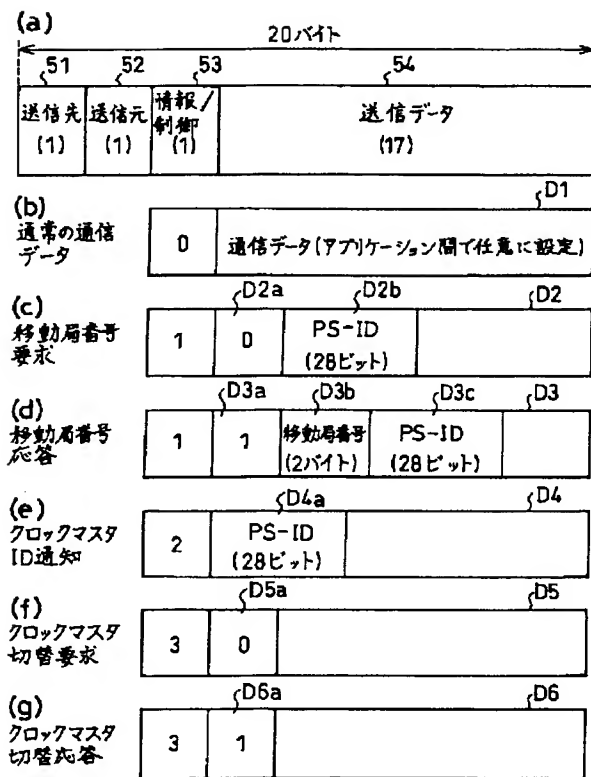 (a)
20バイト
51 52 53 54
送信先 (1)
送信元 (1)
情報/制御 (1)
送信データ (17)
(b)
通常の通信データ
D1
0
通信データ(アプリケーション間で任意に設定)
(c)
移動局番号要求
D2a D2b D2
1
0
PS-ID (28ビット)
(d)
移動局番号応答
D3a D3b D3c D3
1
1
移動局番号 (2バイト)
PS-ID (28ビット)
(e)
クロックマスタID通知
D4a D4
2
PS-ID (28ビット)
(f)
クロックマスタ切替要求
D5a D5
3
0
(g)
クロックマスタ切替応答
D6a D6
3
1